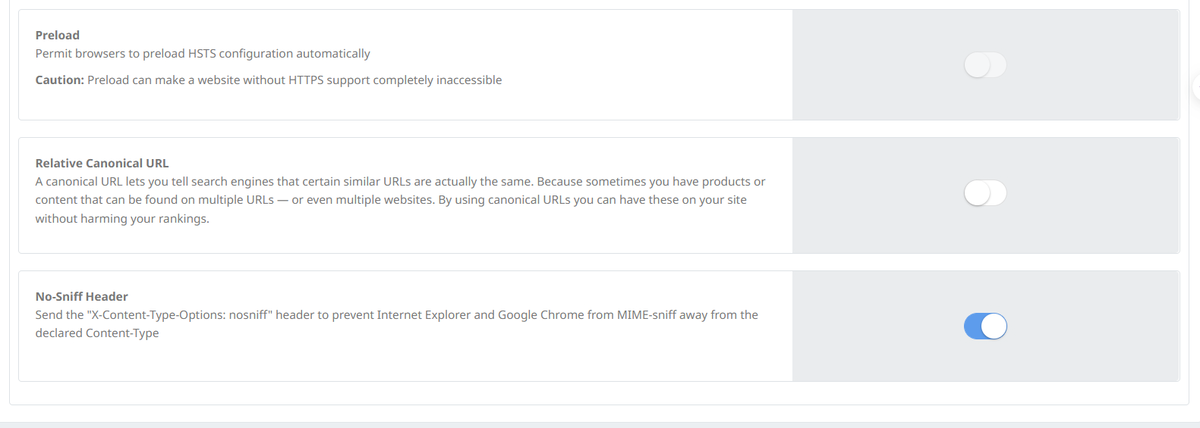 Preload
Permit browsers to preload HSTS configuration automatically
Caution: Preload can make a website without HTTPS support completely inaccessible
Relative Canonical URL
A canonical URL lets you tell search engines that certain similar URLs are actually the same. Because sometimes you have products or
content that can be found on multiple URLs — or even multiple websites. By using canonical URLs you can have these on your site
without harming your rankings.
No-Sniff Header
Send the "X-Content-Type-Options: nosniff" header to prevent Internet Explorer and Google Chrome from MIME-sniff away from the
declared Content-Type